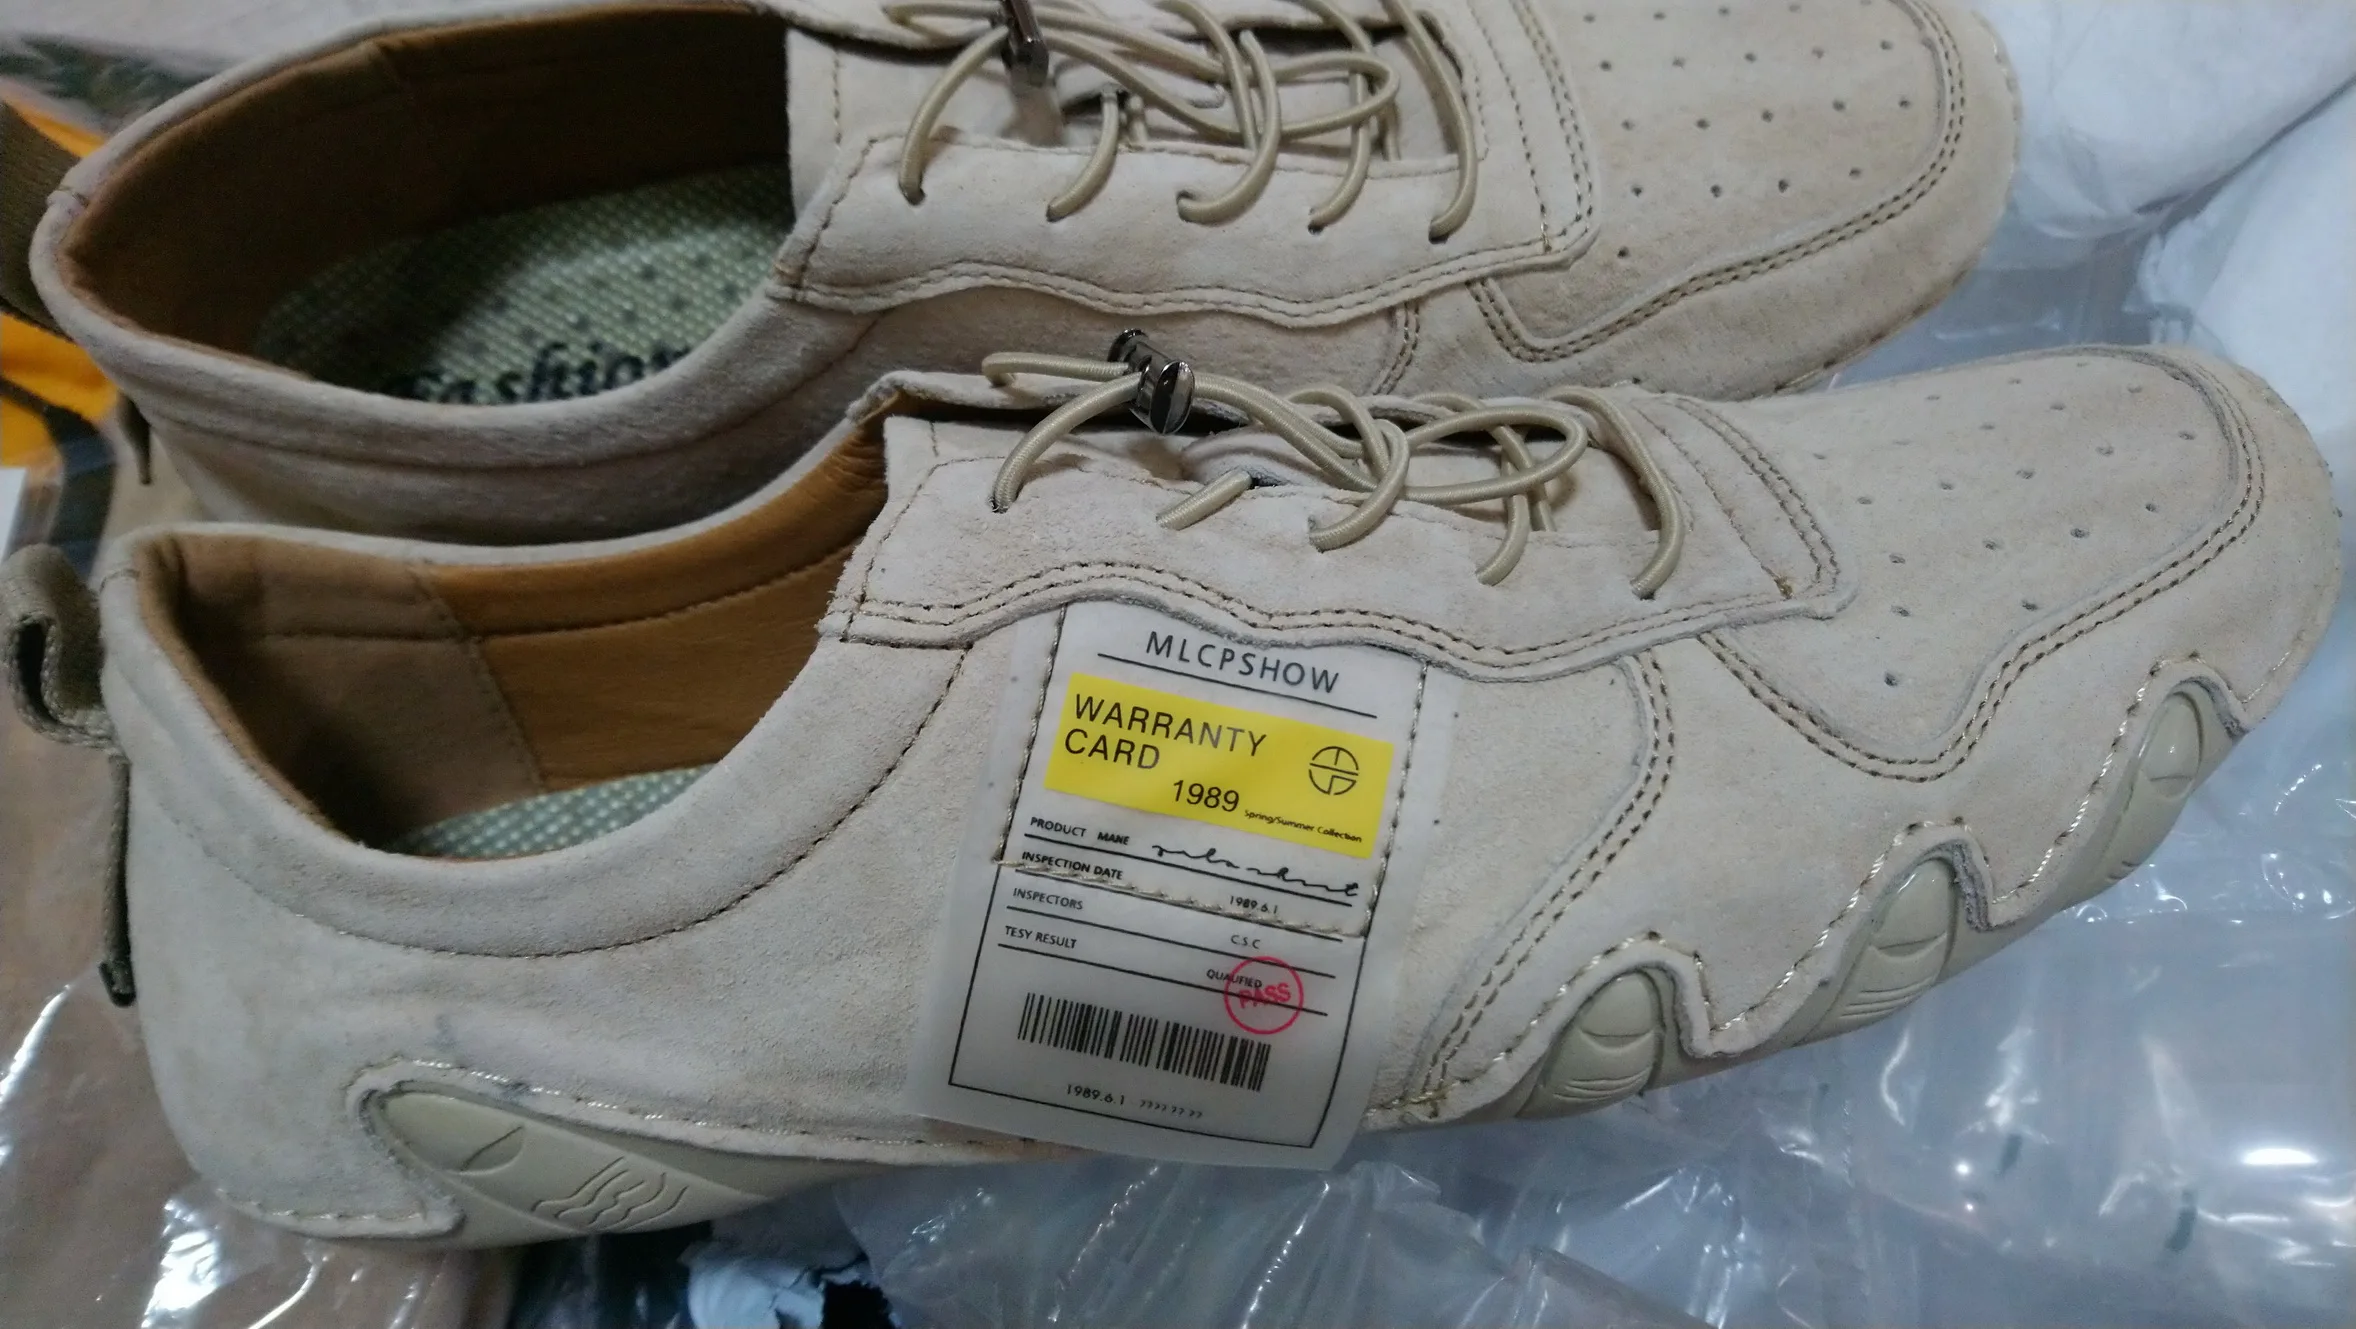 Fashion
MLCPSHOW
WARRANTY
CARD
1989 Spring/Summer Collection
PRODUCT MANE
INSPECTION DATE 1989.6.1
INSPECTORS C.S.C
TESY RESULT QUALIFIED
PASS
1989.6.1 ???? ?? ??